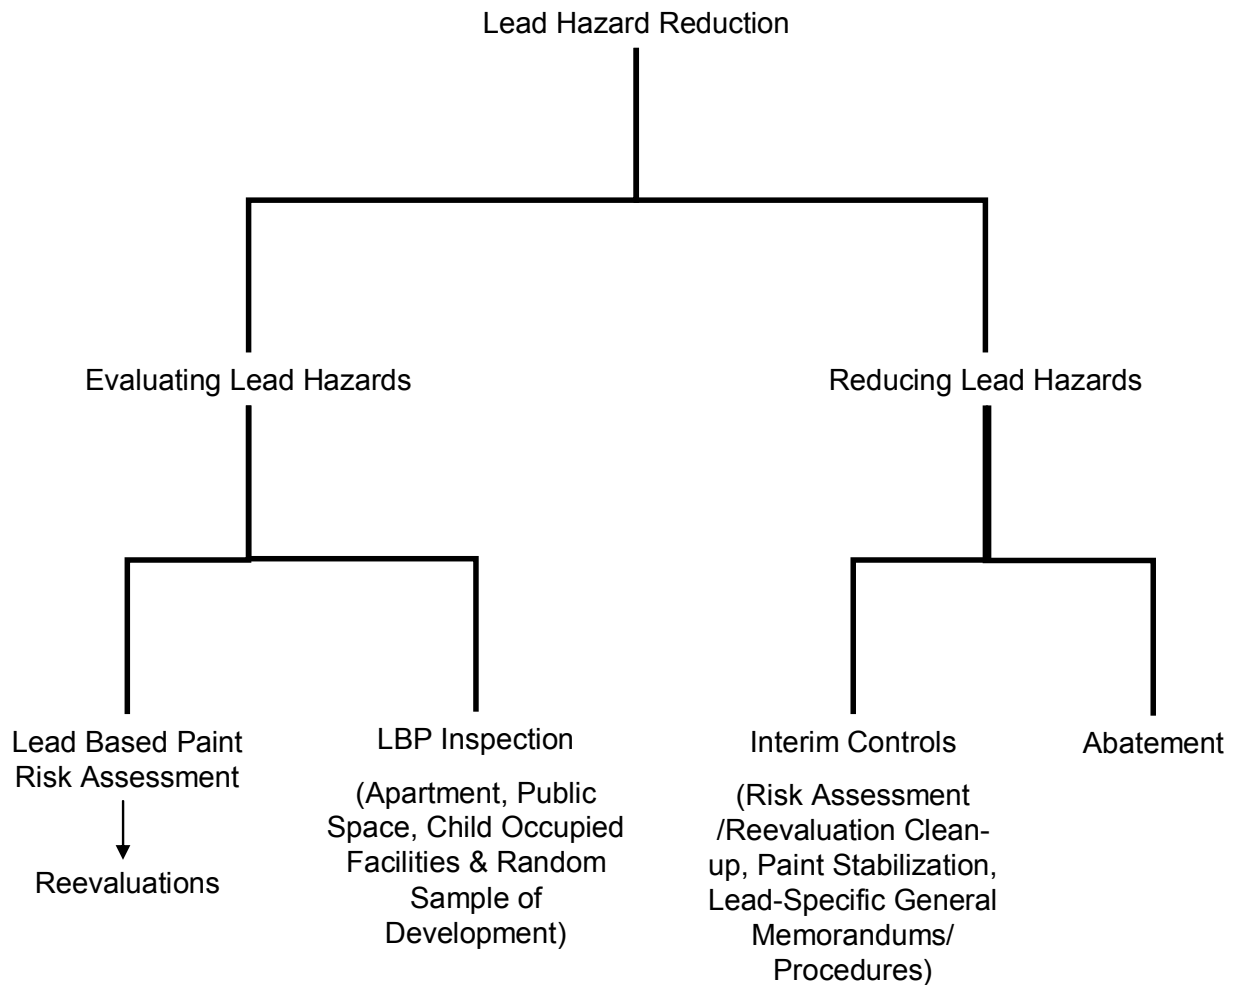 Lead Hazard Reduction
Evaluating Lead Hazards
Reducing Lead Hazards
Lead Based Paint
Risk Assessment
Reevaluations
LBP Inspection
(Apartment, Public
Space, Child Occupied
Facilities & Random
Sample of
Development)
Interim Controls
(Risk Assessment
/Reevaluation Clean-
up, Paint Stabilization,
Lead-Specific General
Memorandums/
Procedures)
Abatement